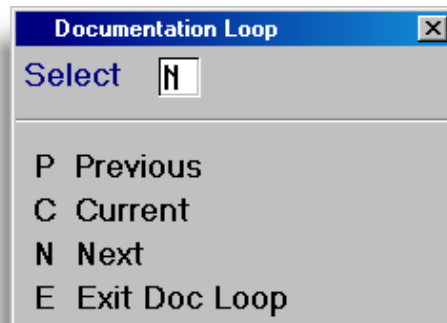 Documentation Loop
Select N
P Previous
C Current
N Next
E Exit Doc Loop